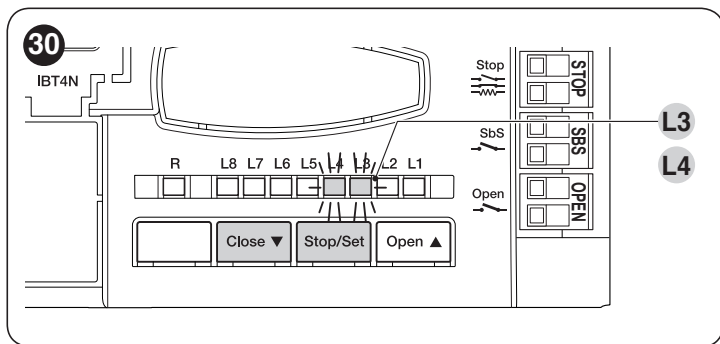 30
IBT4N
Stop
STOP
SbS
SBS
L3
L4
R L8 L7 L6 L5 L4 L3 L2 L1
Open
OPEN
Close ▼ Stop/Set Open ▲